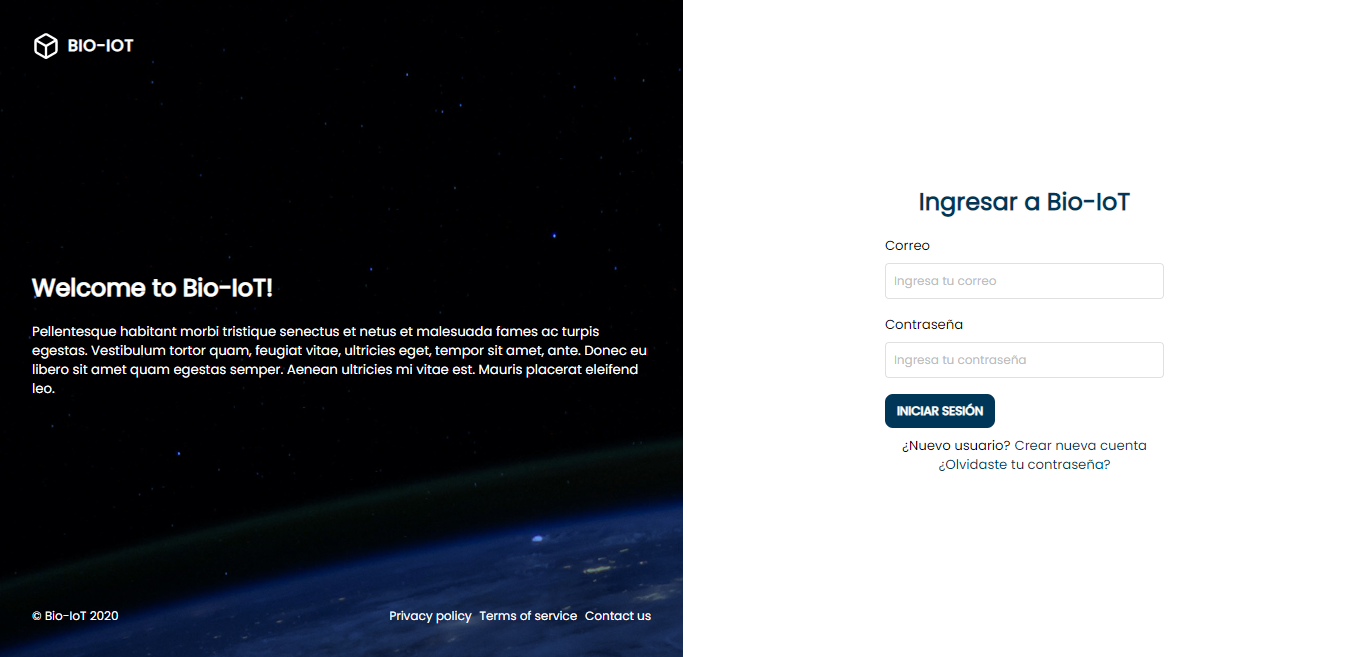 BIO-IOT
Welcome to Bio-IoT!
Pellentesque habitant morbi tristique senectus et netus et malesuada fames ac turpis
egestas. Vestibulum tortor quam, feugiat vitae, ultricies eget, tempor sit amet, ante. Donec eu
libero sit amet quam egestas semper. Aenean ultricies mi vitae est. Mauris placerat eleifend
leo.
© Bio-IoT 2020
Privacy policy Terms of service Contact us
Ingresar a Bio-IoT
Correo
Ingresa tu correo
Contraseña
Ingresa tu contraseña
INICIAR SESIÓN
¿Nuevo usuario? Crear nueva cuenta
¿Olvidaste tu contraseña?